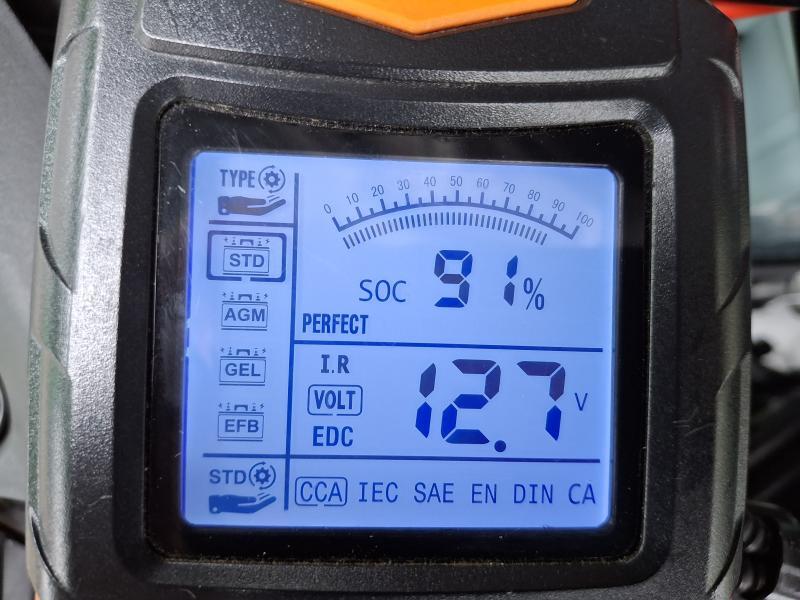 TYPE
STD
AGM
GEL
EFB
STD
0 10 20 30 40 50 60 70 80 90 100
SOC 91%
PERFECT
I.R
VOLT
EDC
12.7 V
CCA IEC SAE EN DIN CA